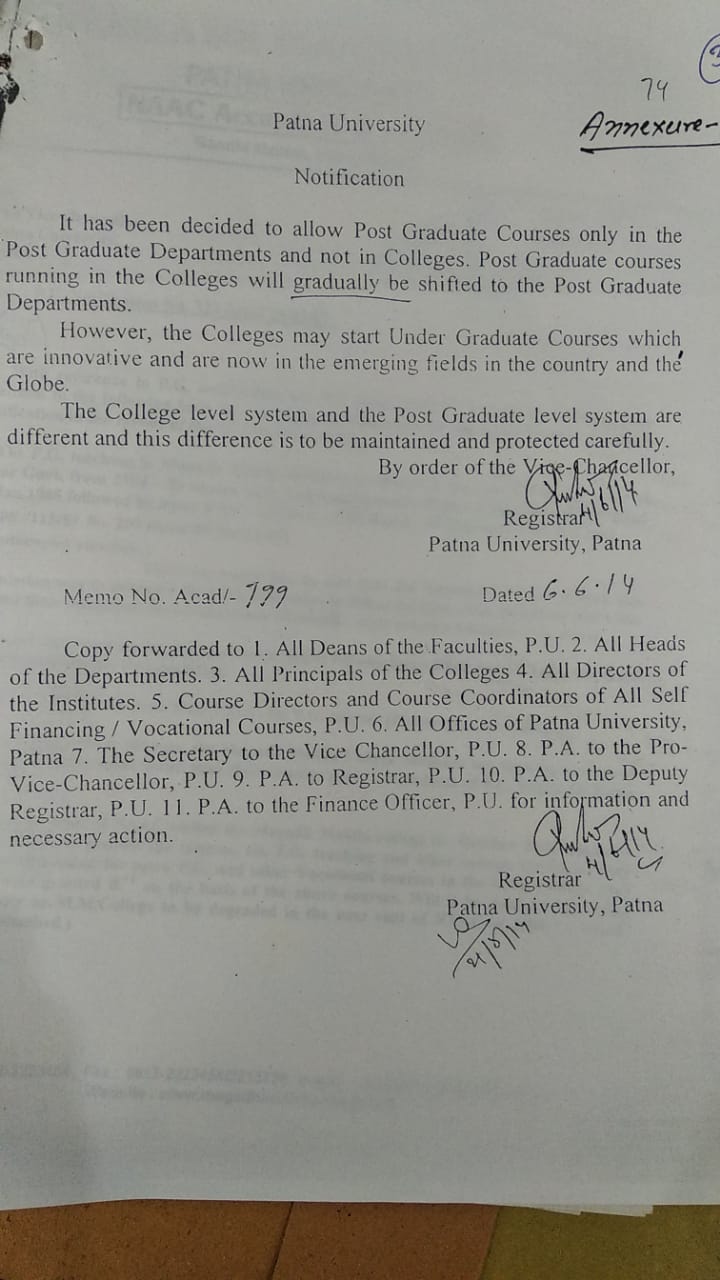 74
Annexure-
Patna University
Notification
It has been decided to allow Post Graduate Courses only in the
Post Graduate Departments and not in Colleges. Post Graduate courses
running in the Colleges will gradually be shifted to the Post Graduate
Departments.
However, the Colleges may start Under Graduate Courses which
are innovative and are now in the emerging fields in the country and the
Globe.
The College level system and the Post Graduate level system are
different and this difference is to be maintained and protected carefully.
By order of the Vice-Chancellor,
4/6/14
Registrar
Patna University, Patna
Memo No. Acad/- 799
Dated 6.6.14
Copy forwarded to 1. All Deans of the Faculties, P.U. 2. All Heads
of the Departments. 3. All Principals of the Colleges 4. All Directors of
the Institutes. 5. Course Directors and Course Coordinators of All Self
Financing / Vocational Courses, P.U. 6. All Offices of Patna University,
Patna 7. The Secretary to the Vice Chancellor, P.U. 8. P.A. to the Pro-
Vice-Chancellor, P.U. 9. P.A. to Registrar, P.U. 10. P.A. to the Deputy
Registrar, P.U. 11. P.A. to the Finance Officer, P.U. for information and
necessary action.
4/6/14
Registrar
Patna University, Patna